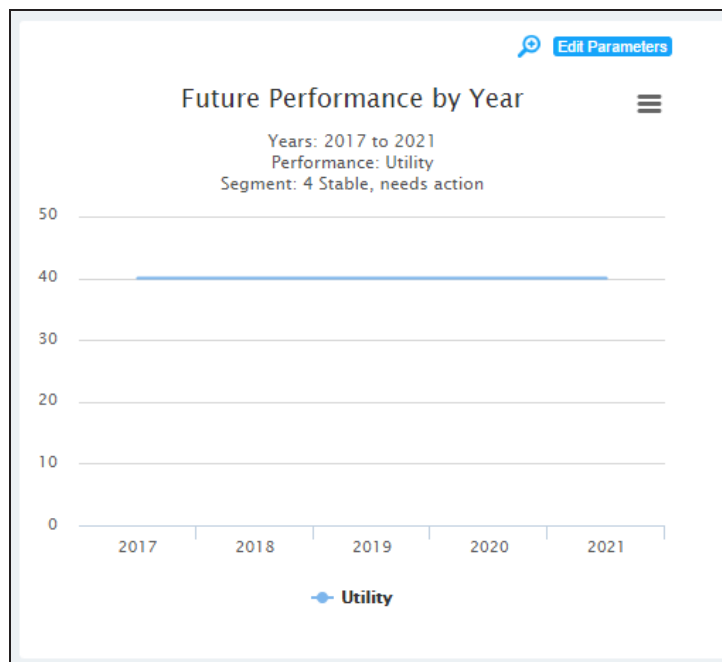 Edit Parameters
Future Performance by Year
Years: 2017 to 2021
Performance: Utility
Segment: 4 Stable, needs action
50
40
30
20
10
0
2017 2018 2019 2020 2021
Utility